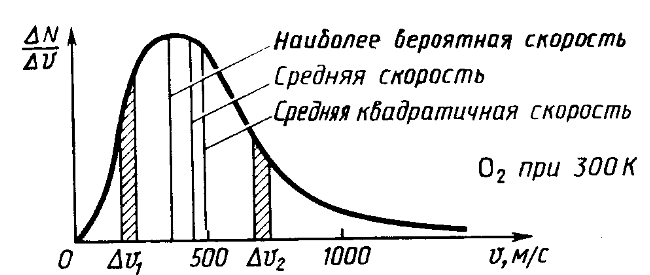 ΔN
Δv
Наиболее вероятная скорость
Средняя скорость
Средняя квадратичная скорость
O₂ при 300 К
0 Δv₁ 500 Δv₂ 1000 v, м/с